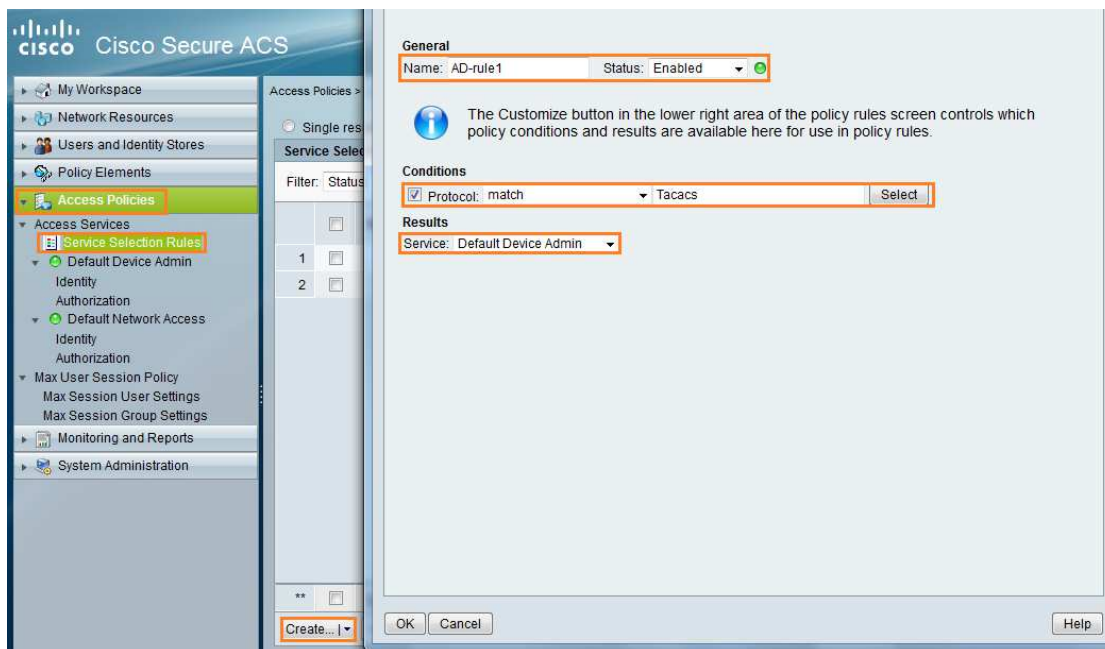 CISCO Cisco Secure ACS
My Workspace
Network Resources
Users and Identity Stores
Policy Elements
Access Policies
Access Services
Service Selection Rules
Default Device Admin
Identity
Authorization
Default Network Access
Identity
Authorization
Max User Session Policy
Max Session User Settings
Max Session Group Settings
Monitoring and Reports
System Administration
Access Policies >
Single res
Service Selec
Filter: Status
1
2
**
Create... |
General
Name: AD-rule1 Status: Enabled
The Customize button in the lower right area of the policy rules screen controls which
policy conditions and results are available here for use in policy rules.
Conditions
Protocol: match Tacacs Select
Results
Service: Default Device Admin
OK Cancel Help